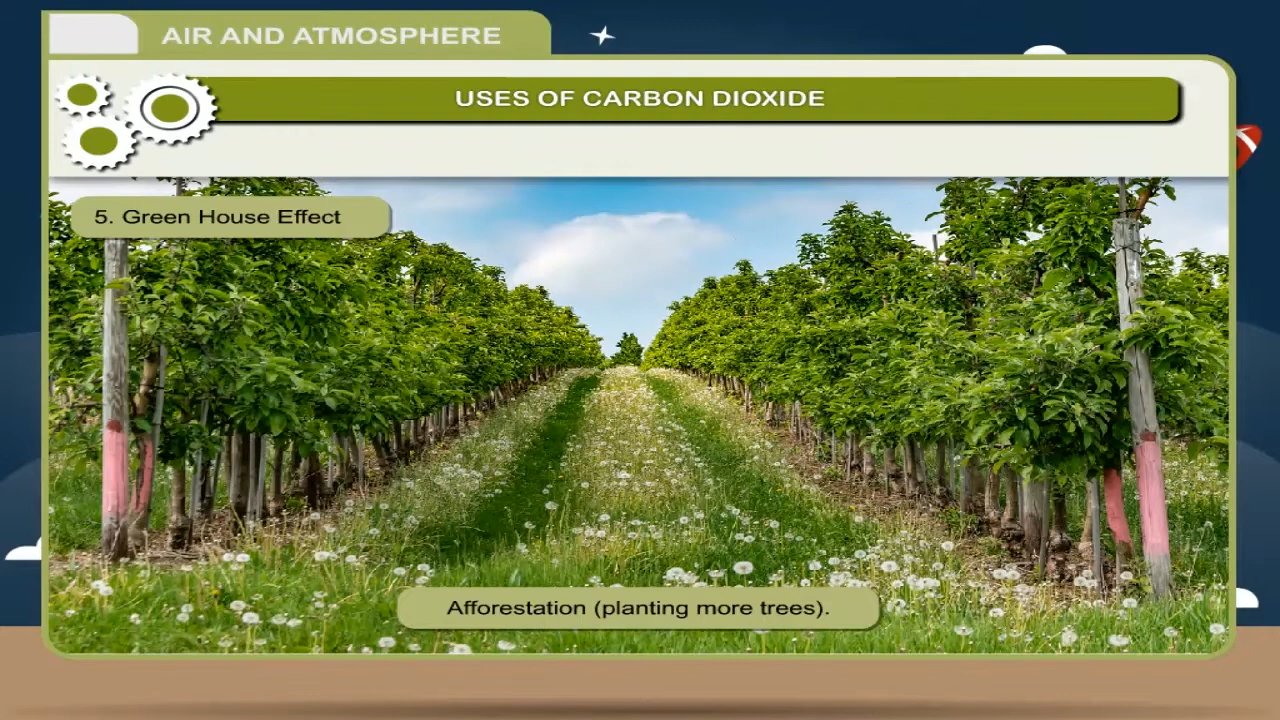 AIR AND ATMOSPHERE
USES OF CARBON DIOXIDE
5. Green House Effect
Afforestation (planting more trees).